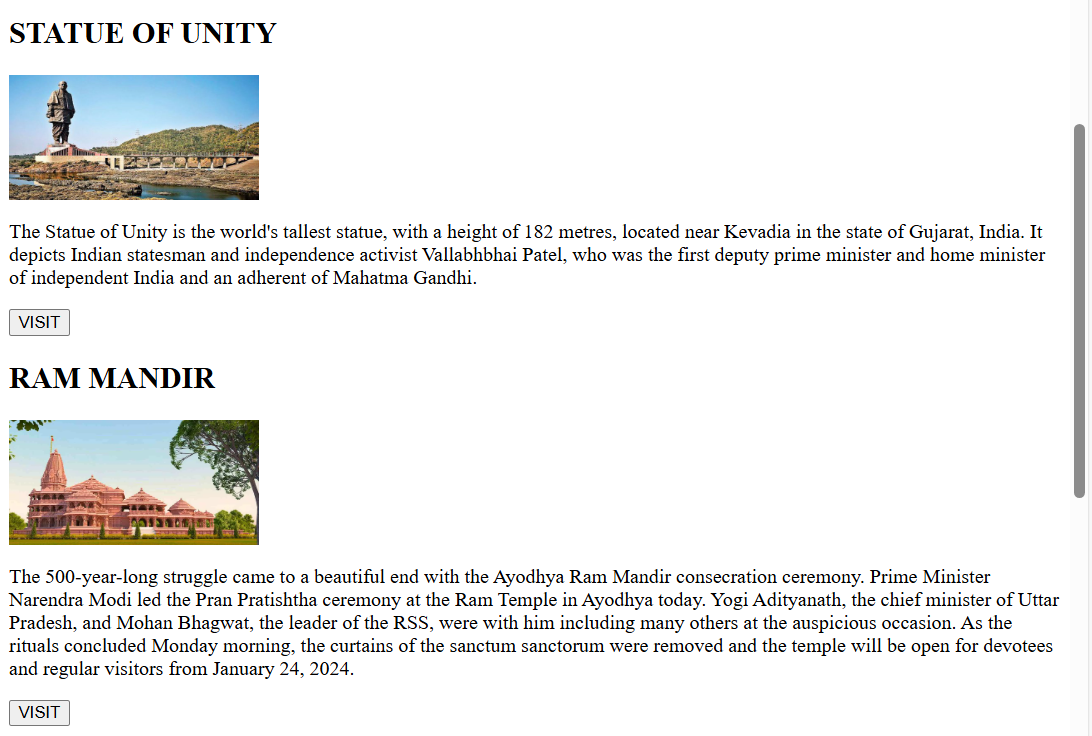 STATUE OF UNITY
The Statue of Unity is the world's tallest statue, with a height of 182 metres, located near Kevadia in the state of Gujarat, India. It
depicts Indian statesman and independence activist Vallabhbhai Patel, who was the first deputy prime minister and home minister
of independent India and an adherent of Mahatma Gandhi.
VISIT
RAM MANDIR
The 500-year-long struggle came to a beautiful end with the Ayodhya Ram Mandir consecration ceremony. Prime Minister
Narendra Modi led the Pran Pratishtha ceremony at the Ram Temple in Ayodhya today. Yogi Adityanath, the chief minister of Uttar
Pradesh, and Mohan Bhagwat, the leader of the RSS, were with him including many others at the auspicious occasion. As the
rituals concluded Monday morning, the curtains of the sanctum sanctorum were removed and the temple will be open for devotees
and regular visitors from January 24, 2024.
VISIT